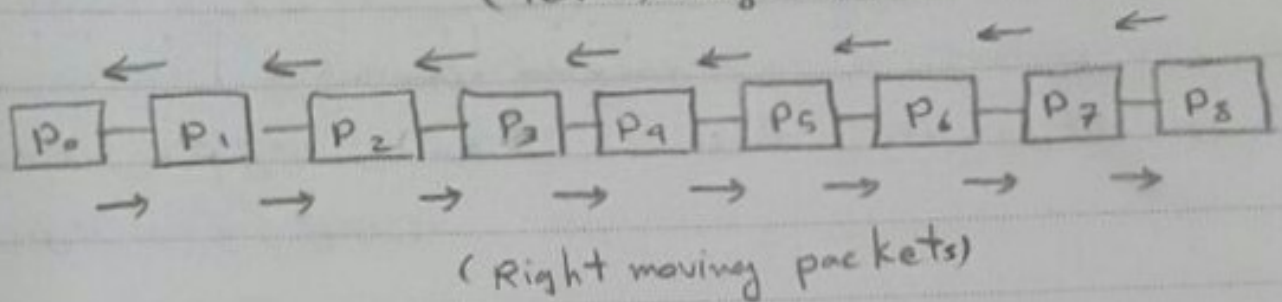 P₀ P₁ P₂ P₃ P₄ P₅ P₆ P₇ P₈
(Right moving packets)